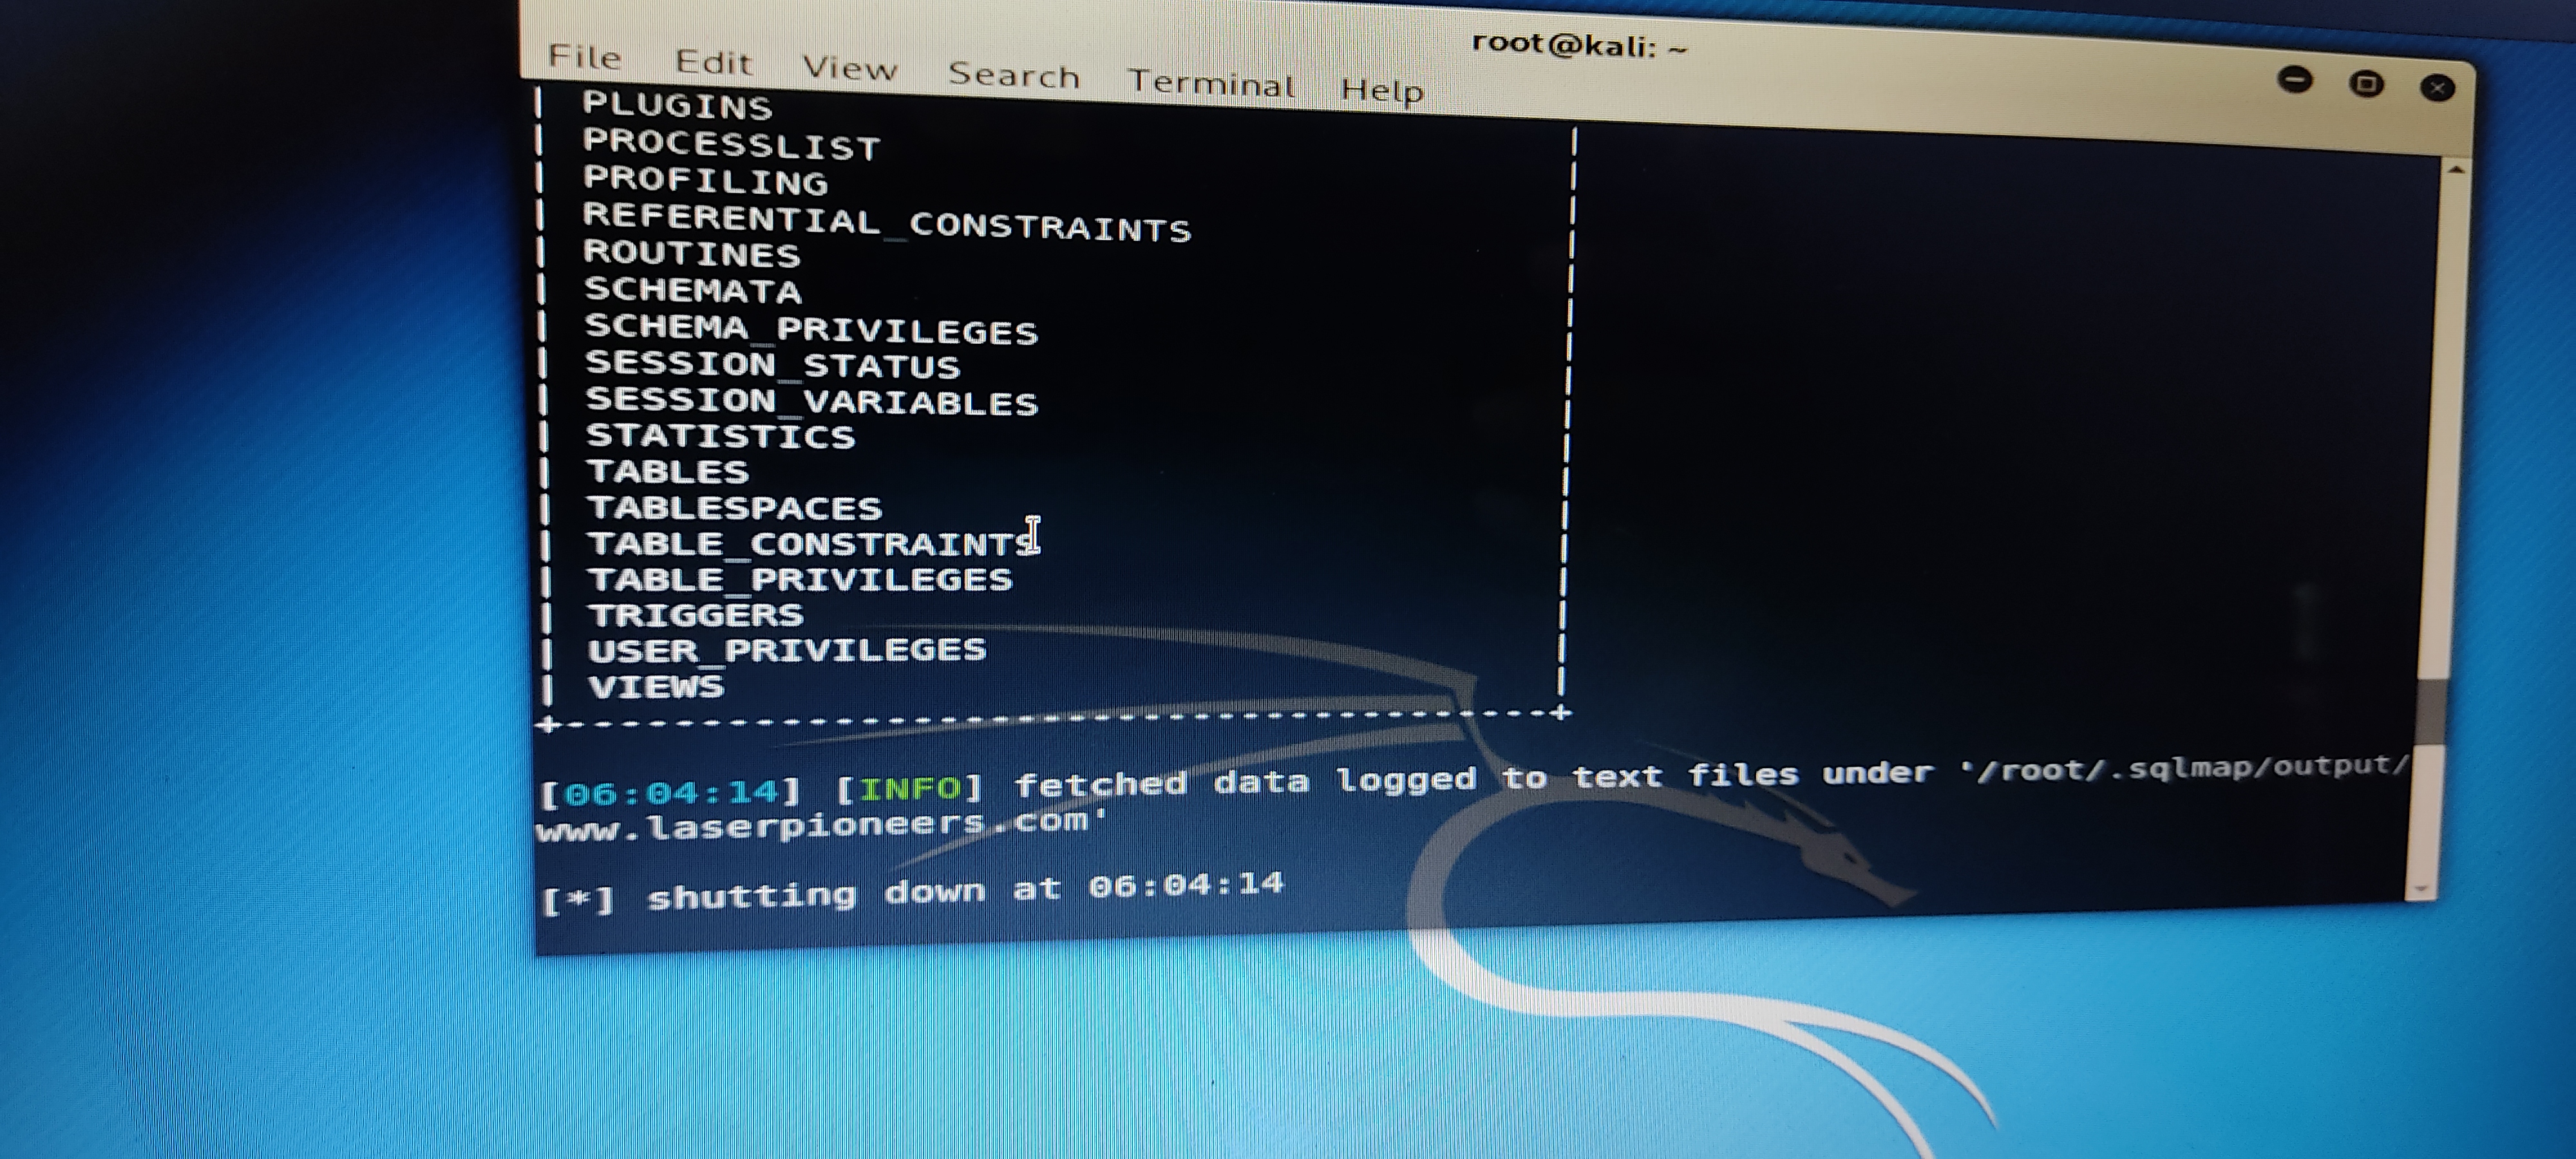 root@kali: ~
File Edit View Search Terminal Help
| PLUGINS
| PROCESSLIST |
| PROFILING |
| REFERENTIAL_CONSTRAINTS |
| ROUTINES |
| SCHEMATA |
| SCHEMA_PRIVILEGES |
| SESSION_STATUS |
| SESSION_VARIABLES |
| STATISTICS |
| TABLES |
| TABLESPACES |
| TABLE_CONSTRAINTS |
| TABLE_PRIVILEGES |
| TRIGGERS |
| USER_PRIVILEGES |
| VIEWS |
+---------------------------------------+
[06:04:14] [INFO] fetched data logged to text files under '/root/.sqlmap/output/
www.laserpioneers.com'
[*] shutting down at 06:04:14